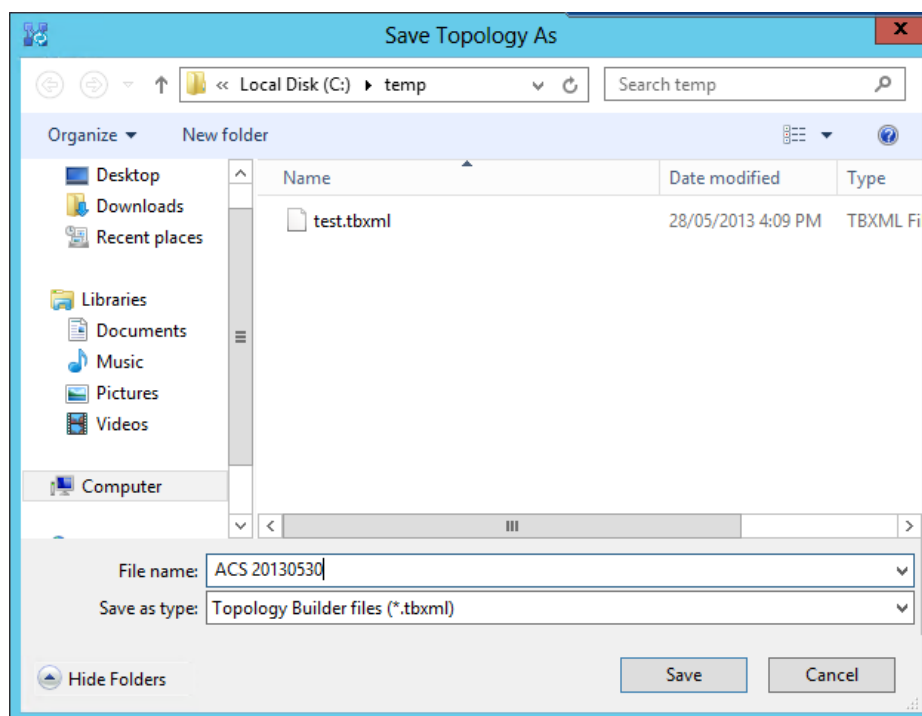 Save Topology As
x
« Local Disk (C:) temp
Search temp
Organize
New folder
?
Name
Date modified
Type
Desktop
Downloads
Recent places
Libraries
Documents
Music
Pictures
Videos
Computer
test.tbxml
28/05/2013 4:09 PM
TBXML Fi
File name: ACS 20130530
Save as type: Topology Builder files (*.tbxml)
Hide Folders
Save
Cancel